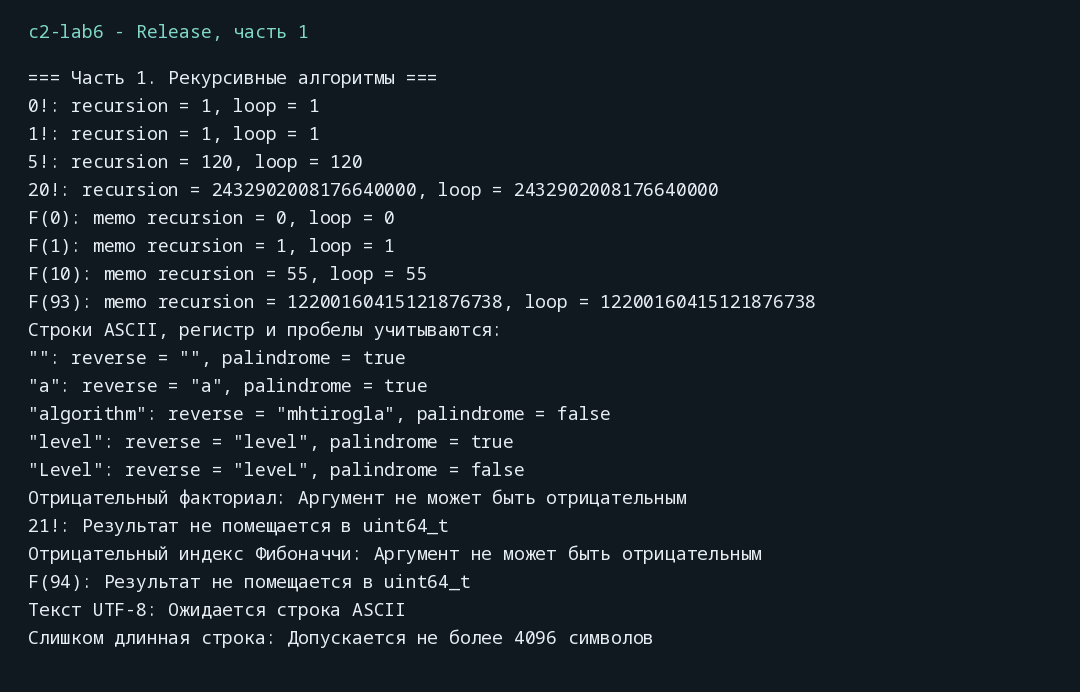 c2-lab6 - Release, часть 1
=== Часть 1. Рекурсивные алгоритмы ===
0!: recursion = 1, loop = 1
1!: recursion = 1, loop = 1
5!: recursion = 120, loop = 120
20!: recursion = 2432902008176640000, loop = 2432902008176640000
F(0): memo recursion = 0, loop = 0
F(1): memo recursion = 1, loop = 1
F(10): memo recursion = 55, loop = 55
F(93): memo recursion = 12200160415121876738, loop = 12200160415121876738
Строки ASCII, регистр и пробелы учитываются:
"": reverse = "", palindrome = true
"a": reverse = "a", palindrome = true
"algorithm": reverse = "mhtirogla", palindrome = false
"level": reverse = "level", palindrome = true
"Level": reverse = "leveL", palindrome = false
Отрицательный факториал: Аргумент не может быть отрицательным
21!: Результат не помещается в uint64_t
Отрицательный индекс Фибоначчи: Аргумент не может быть отрицательным
F(94): Результат не помещается в uint64_t
Текст UTF-8: Ожидается строка ASCII
Слишком длинная строка: Допускается не более 4096 символов